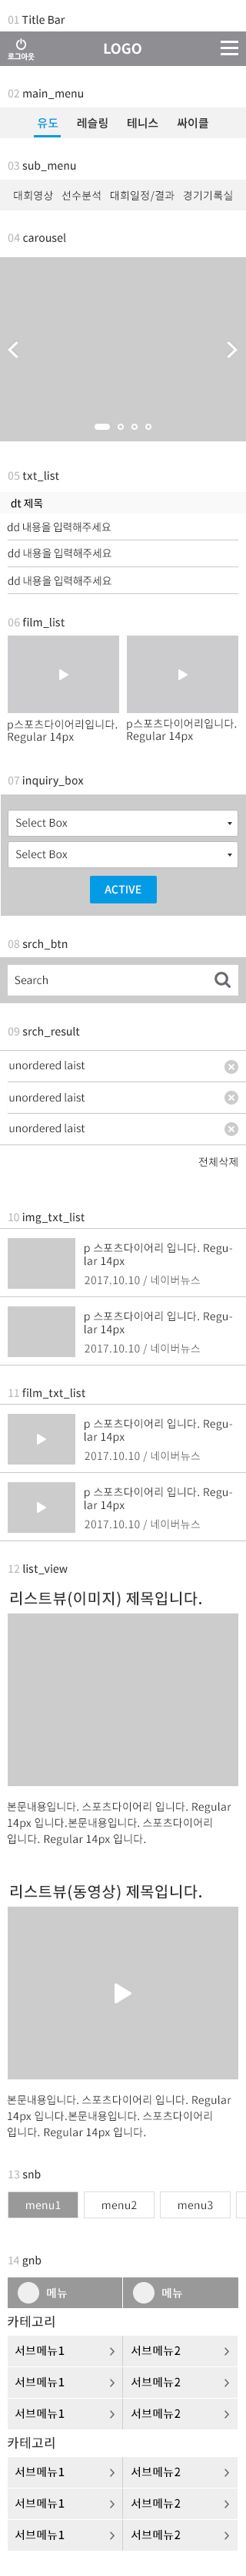 01 Title Bar
로그아웃
LOGO
02 main_menu
유도 레슬링 테니스 싸이클
03 sub_menu
대회영상 선수분석 대회일정/결과 경기기록실
04 carousel
05 txt_list
dt 제목
dd 내용을 입력해주세요
dd 내용을 입력해주세요
dd 내용을 입력해주세요
06 film_list
p스포츠다이어리입니다. p스포츠다이어리입니다.
Regular 14px Regular 14px
07 inquiry_box
Select Box
Select Box
ACTIVE
08 srch_btn
Search
09 srch_result
unordered laist
unordered laist
unordered laist
전체삭제
10 img_txt_list
p 스포츠다이어리 입니다. Regu-
lar 14px
2017.10.10 / 네이버뉴스
p 스포츠다이어리 입니다. Regu-
lar 14px
2017.10.10 / 네이버뉴스
11 film_txt_list
p 스포츠다이어리 입니다. Regu-
lar 14px
2017.10.10 / 네이버뉴스
p 스포츠다이어리 입니다. Regu-
lar 14px
2017.10.10 / 네이버뉴스
12 list_view
리스트뷰(이미지) 제목입니다.
본문내용입니다. 스포츠다이어리 입니다. Regular
14px 입니다.본문내용입니다. 스포츠다이어리
입니다. Regular 14px 입니다.
리스트뷰(동영상) 제목입니다.
본문내용입니다. 스포츠다이어리 입니다. Regular
14px 입니다.본문내용입니다. 스포츠다이어리
입니다. Regular 14px 입니다.
13 snb
menu1 menu2 menu3
14 gnb
메뉴 메뉴
카테고리
서브메뉴1 서브메뉴2
서브메뉴1 서브메뉴2
서브메뉴1 서브메뉴2
카테고리
서브메뉴1 서브메뉴2
서브메뉴1 서브메뉴2
서브메뉴1 서브메뉴2